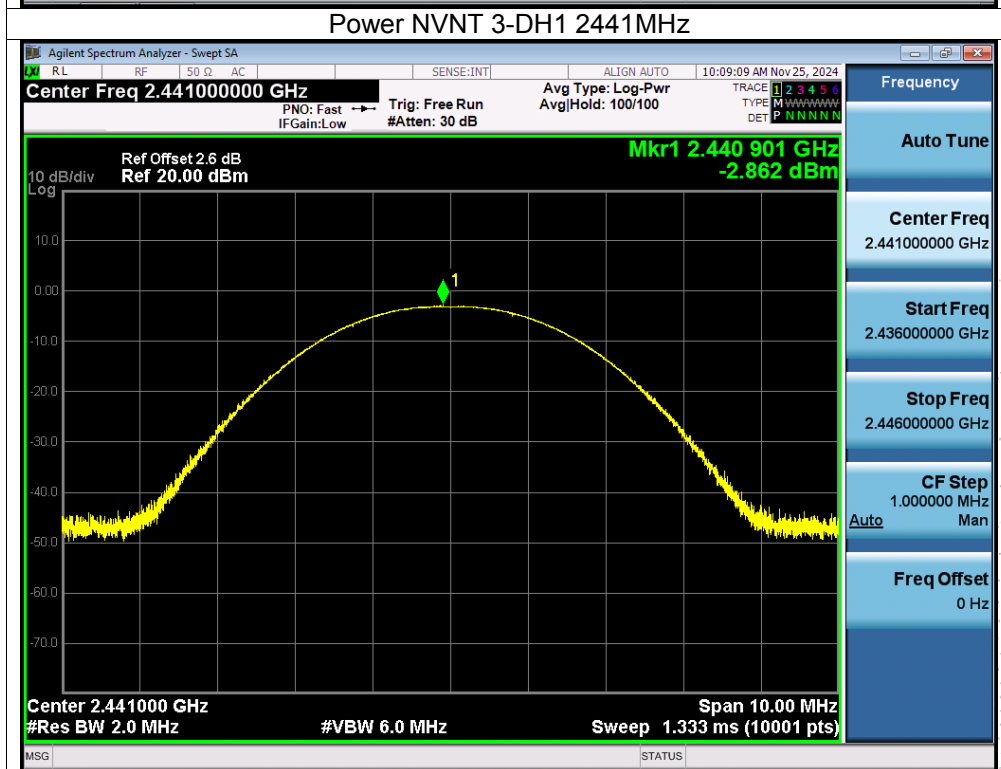 Power NVNT 3-DH1 2441MHz
Agilent Spectrum Analyzer - Swept SA
LXI RL RF 50 Ω AC SENSE:INT ALIGN AUTO 10:09:09 AM Nov 25, 2024
Center Freq 2.441000000 GHz
PNO: Fast
IFGain:Low
Trig: Free Run
#Atten: 30 dB
Avg Type: Log-Pwr
Avg|Hold: 100/100
TRACE 1 2 3 4 5 6
TYPE M WWWWW
DET P N N N N N
Frequency
Auto Tune
Center Freq
2.441000000 GHz
Start Freq
2.436000000 GHz
Stop Freq
2.446000000 GHz
CF Step
1.000000 MHz
Auto Man
Freq Offset
0 Hz
Mkr1 2.440 901 GHz
-2.862 dBm
Ref Offset 2.6 dB
10 dB/div Ref 20.00 dBm
Log
10.0
0.00
-10.0
-20.0
-30.0
-40.0
-50.0
-60.0
-70.0
1
Center 2.441000 GHz Span 10.00 MHz
#Res BW 2.0 MHz #VBW 6.0 MHz Sweep 1.333 ms (10001 pts)
MSG STATUS